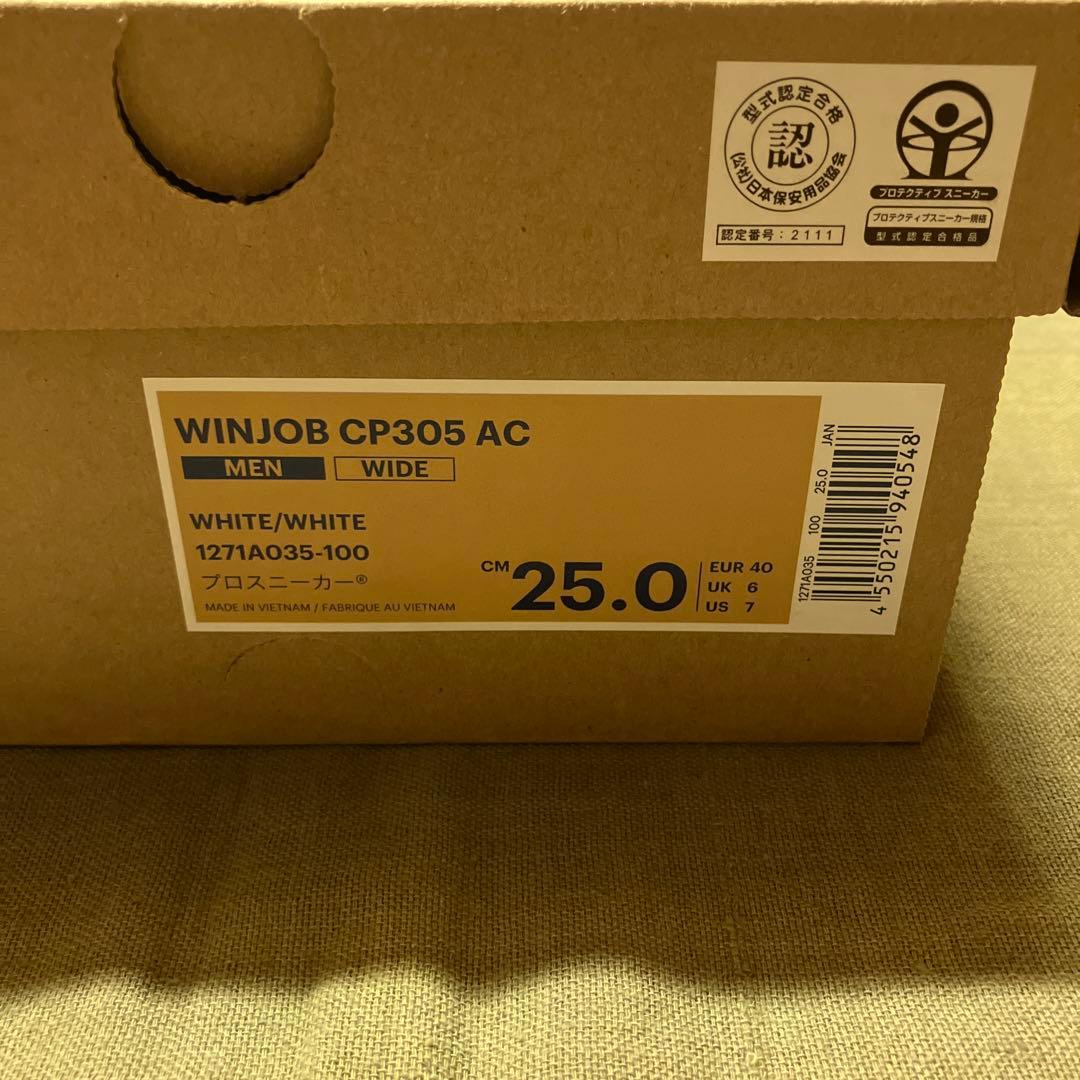 型式認定合格
認
(公社)日本保安用品協会
認定番号：2111
プロテクティブ スニーカー
プロテクティブスニーカー規格
型式認定合格品
WINJOB CP305 AC
MEN WIDE
WHITE/WHITE
1271A035-100
プロスニーカー®
MADE IN VIETNAM / FABRIQUE AU VIETNAM
CM 25.0
EUR 40
UK 6
US 7
1271A035 100 25.0 JAN
4 550215 940548